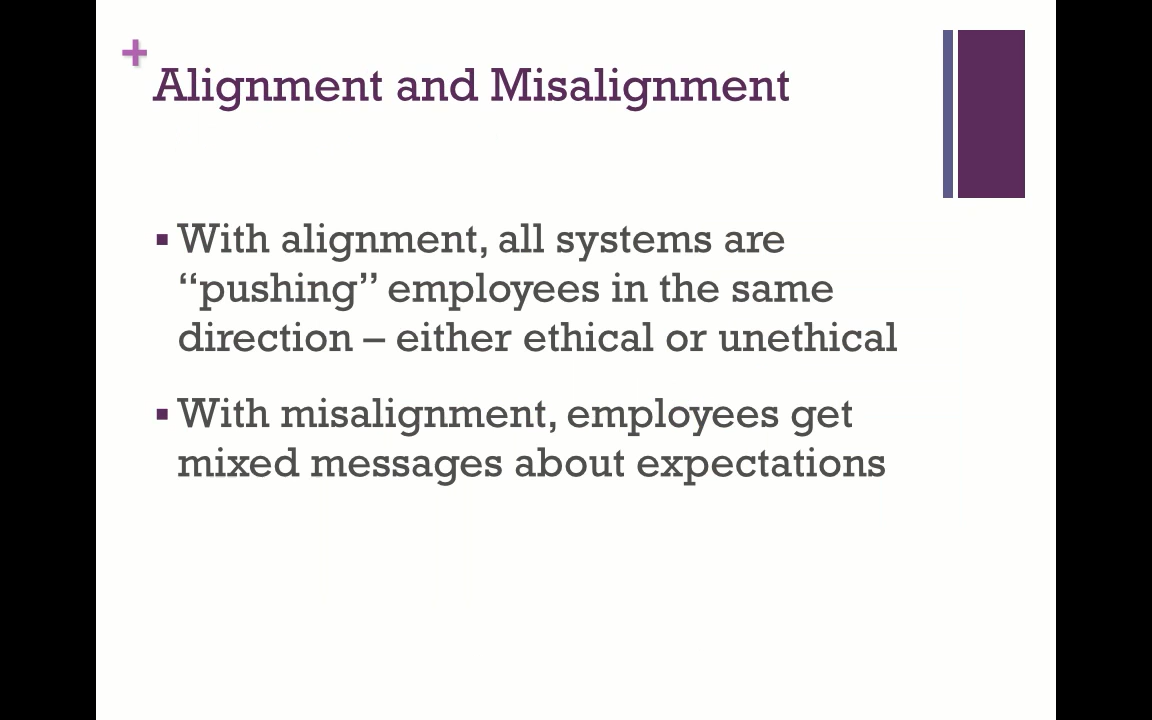 +
Alignment and Misalignment
▪ With alignment, all systems are
“pushing” employees in the same
direction – either ethical or unethical
▪ With misalignment, employees get
mixed messages about expectations